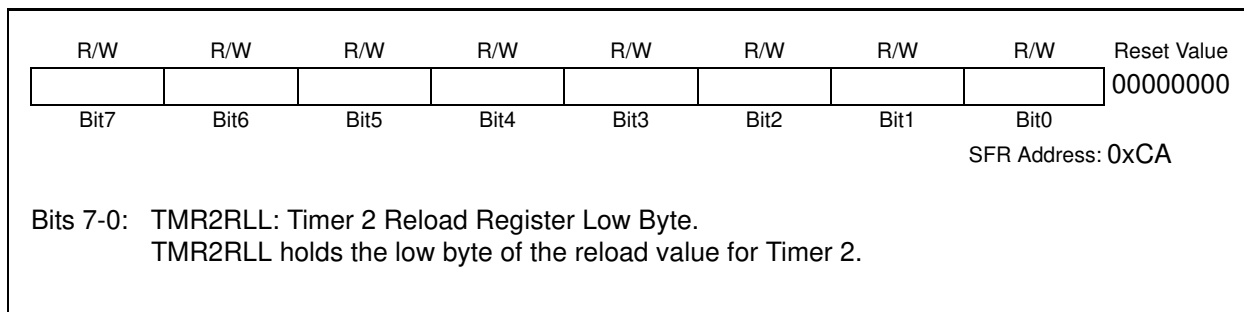 R/W R/W R/W R/W R/W R/W R/W R/W Reset Value
00000000
Bit7 Bit6 Bit5 Bit4 Bit3 Bit2 Bit1 Bit0
SFR Address: 0xCA
Bits 7-0: TMR2RLL: Timer 2 Reload Register Low Byte.
TMR2RLL holds the low byte of the reload value for Timer 2.